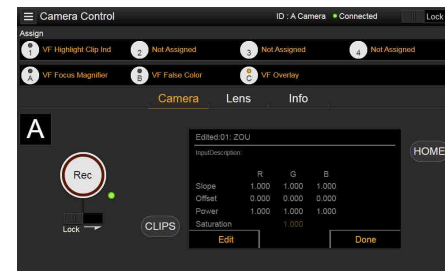 Camera Control
ID : A Camera Connected
Lock
Assign
1 VF Highlight Clip Ind
2 Not Assigned
3 Not Assigned
4 Not Assigned
A VF Focus Magnifier
B VF False Color
C VF Overlay
Camera Lens Info
A
Edited:01: ZOU
InputDescription:
HOME
R G B
Rec
Slope 1.000 1.000 1.000
Offset 0.000 0.000 0.000
Power 1.000 1.000 1.000
Saturation 1.000
Lock
CLIPS
Edit Done